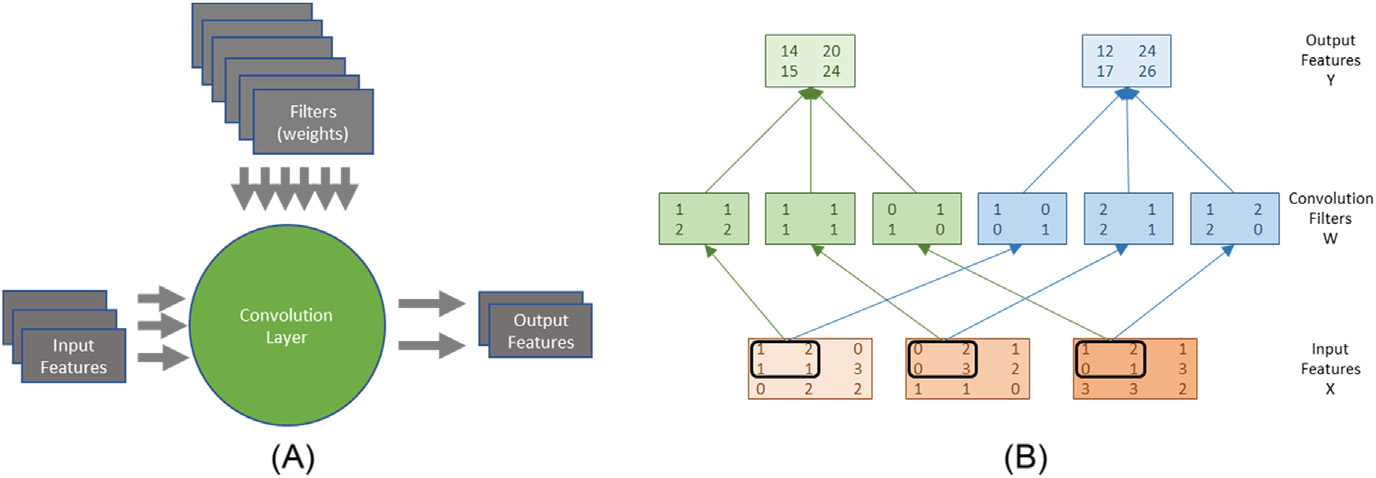 Filters
(weights)
Input
Features
Convolution
Layer
Output
Features
(A)
14 20
15 24
12 24
17 26
Output
Features
Y
1 1
2 2
1 1
1 1
0 1
1 0
1 0
0 1
2 1
2 1
1 2
2 0
Convolution
Filters
W
1 2 0
1 1 3
0 2 2
0 2 1
0 3 2
1 1 0
1 2 1
0 1 3
3 3 2
Input
Features
X
(B)